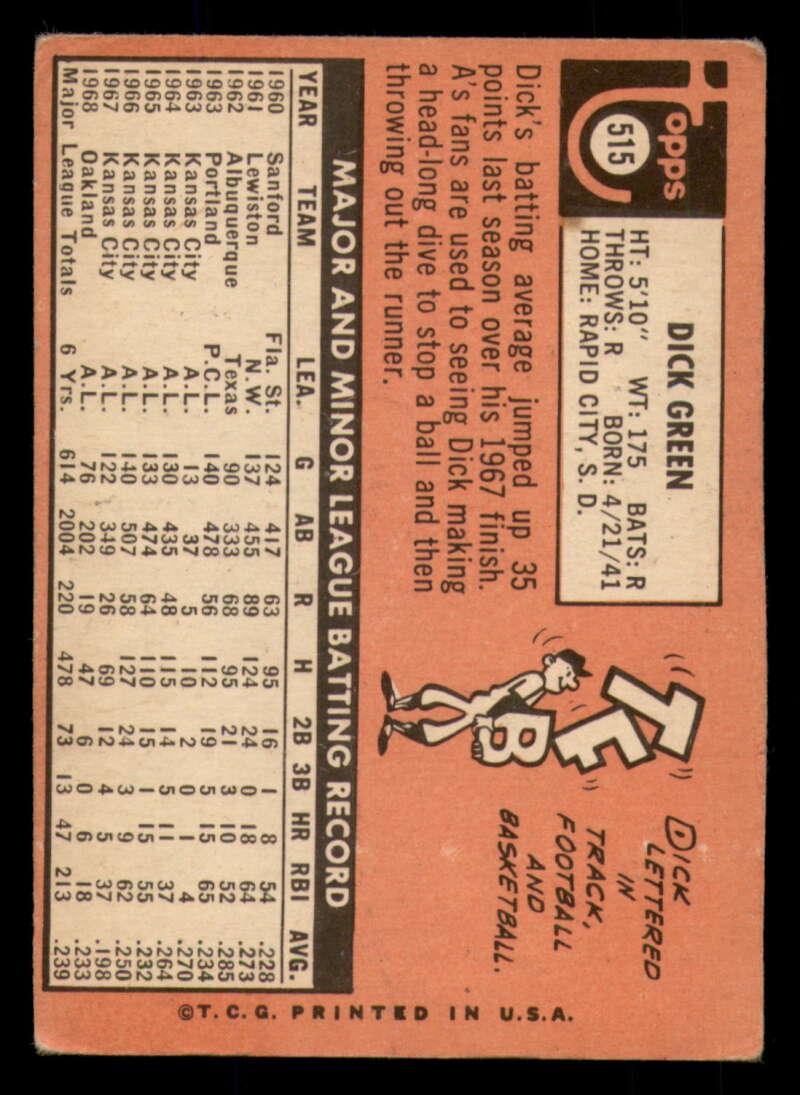 Topps
515
DICK GREEN
HT: 5'10" WT: 175 BATS: R
THROWS: R BORN: 4/21/41
HOME: RAPID CITY, S. D.
Dick's batting average jumped up 35
points last season over his 1967 finish.
A's fans are used to seeing Dick making
a head-long dive to stop a ball and then
throwing out the runner.
T
F
B
DICK
LETTERED
IN
TRACK,
FOOTBALL
AND
BASKETBALL.
MAJOR AND MINOR LEAGUE BATTING RECORD
YEAR TEAM LEA. G AB R H 2B 3B HR RBI AVG.
1960 Sanford Fla. St. 124 417 63 95 16 1 8 54 .228
1961 Lewiston N.W. 137 455 89 124 24 0 18 64 .273
1962 Albuquerque Texas 90 333 68 95 21 3 10 52 .285
1963 Portland P.C.L. 140 478 56 112 19 5 15 65 .234
1963 Kansas City A.L. 13 37 5 10 2 0 1 4 .270
1964 Kansas City A.L. 130 435 48 115 14 5 11 37 .264
1965 Kansas City A.L. 133 474 64 110 15 1 15 55 .232
1966 Kansas City A.L. 140 507 58 127 24 3 9 62 .250
1967 Kansas City A.L. 122 349 26 69 12 4 5 37 .198
1968 Oakland A.L. 76 202 19 47 6 0 6 18 .233
Major League Totals 6 Yrs. 614 2004 220 478 73 13 47 213 .239
©T.C.G. PRINTED IN U.S.A.